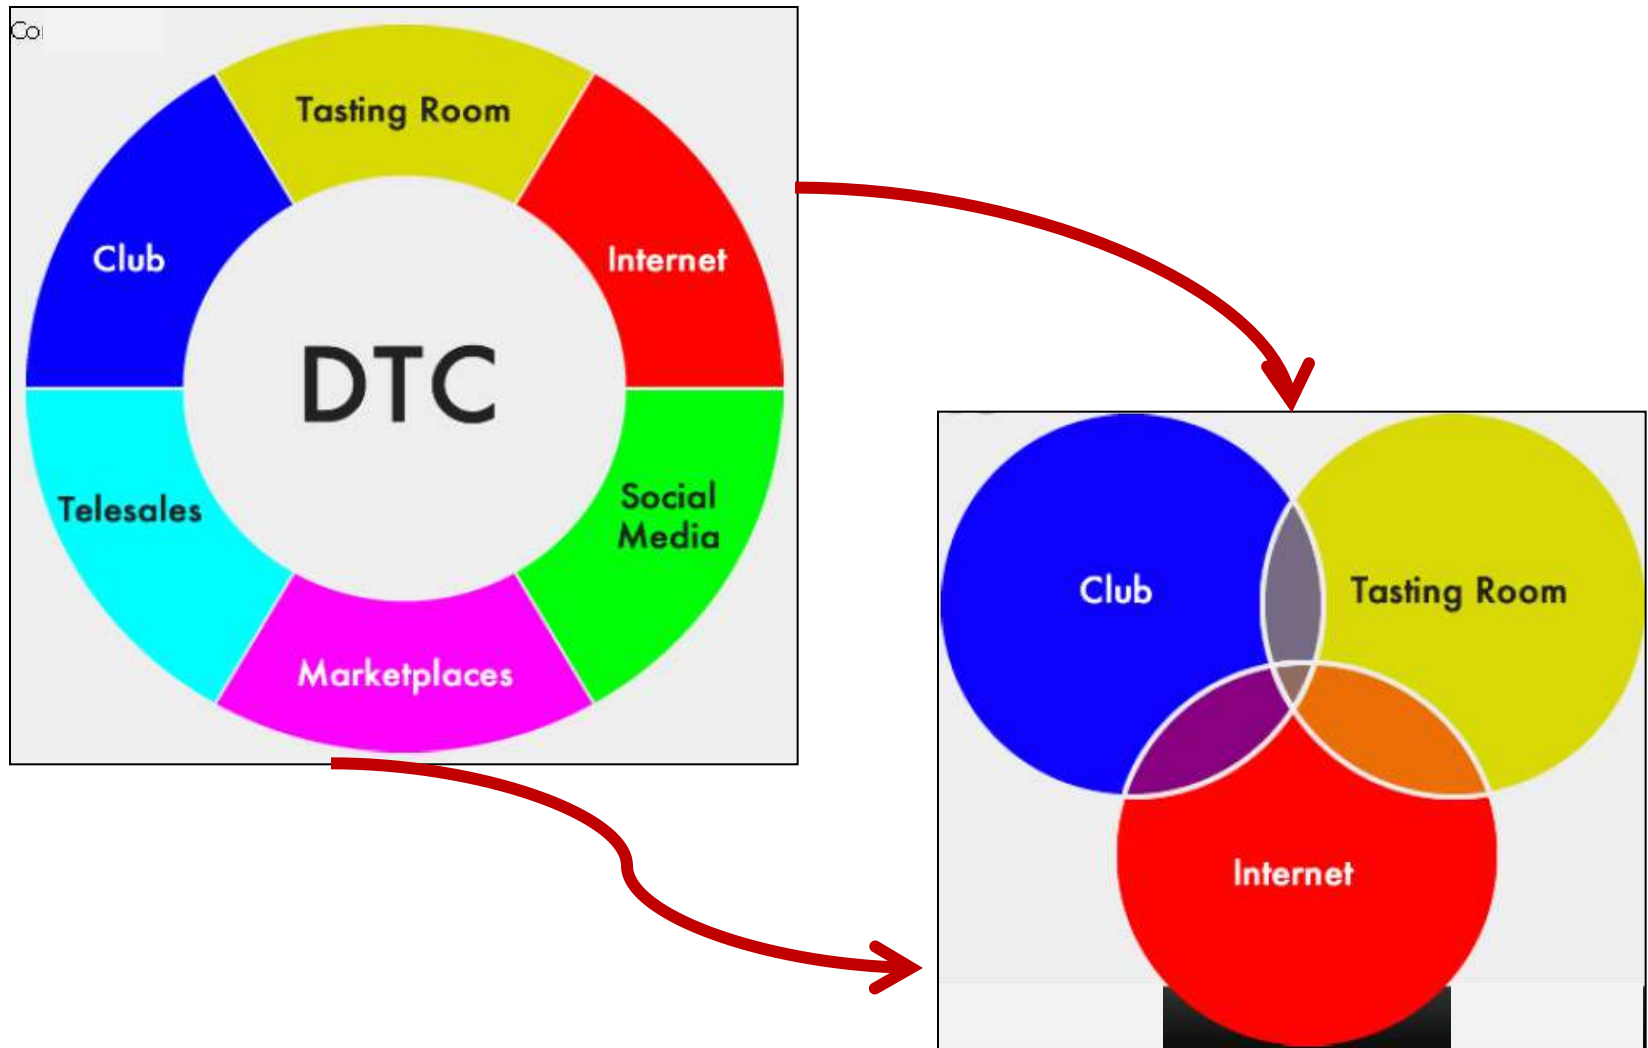 Tasting Room
Club
Internet
DTC
Telesales
Social
Media
Marketplaces
Club
Tasting Room
Internet